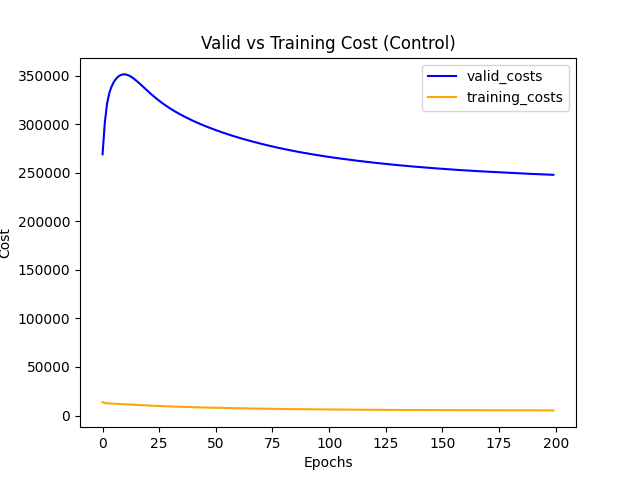 Valid vs Training Cost (Control)
valid_costs
training_costs
350000
300000
250000
200000
150000
100000
50000
0
Cost
0 25 50 75 100 125 150 175 200
Epochs